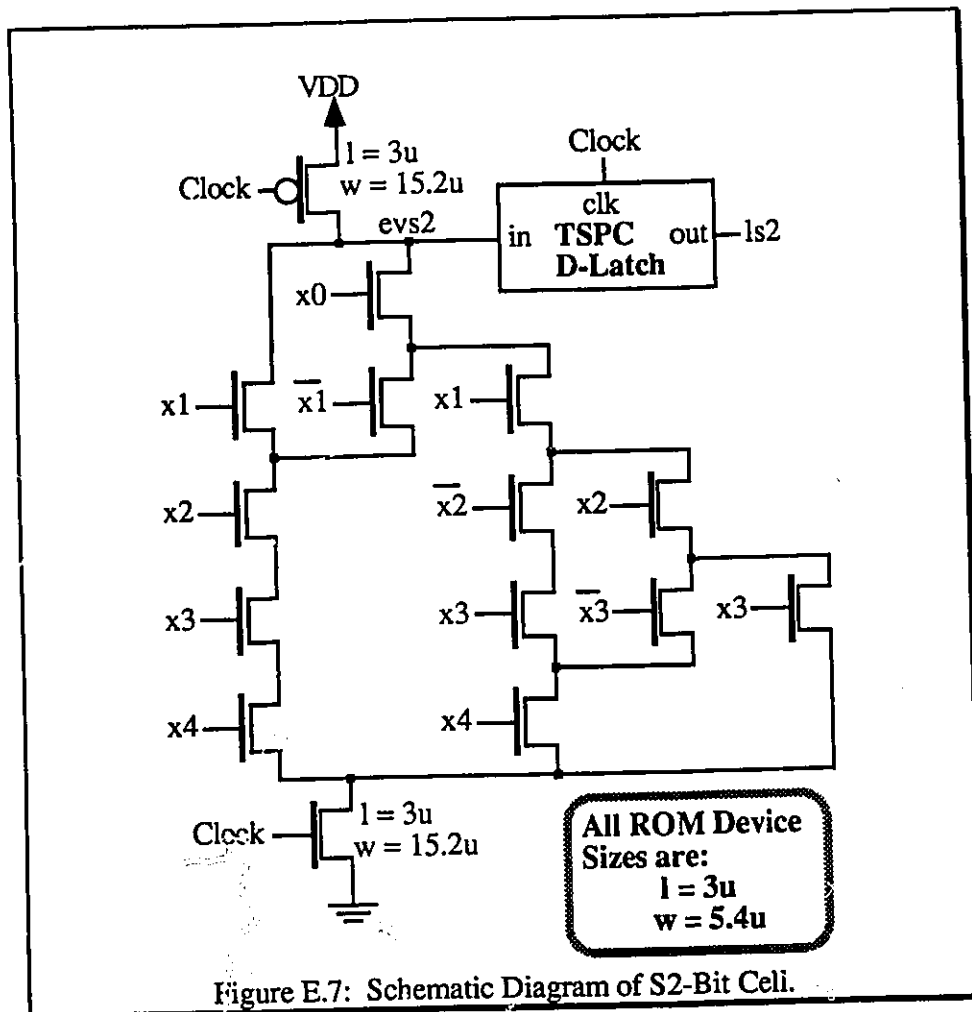 VDD
l = 3u
w = 15.2u
Clock
Clock
clk
in TSPC out
D-Latch
ls2
evs2
x0
x1
x̅1̅
x1
x2
x̅2̅
x2
x3
x3
x̅3̅
x3
x4
x4
Clock
l = 3u
w = 15.2u
All ROM Device
Sizes are:
l = 3u
w = 5.4u
Figure E.7: Schematic Diagram of S2-Bit Cell.